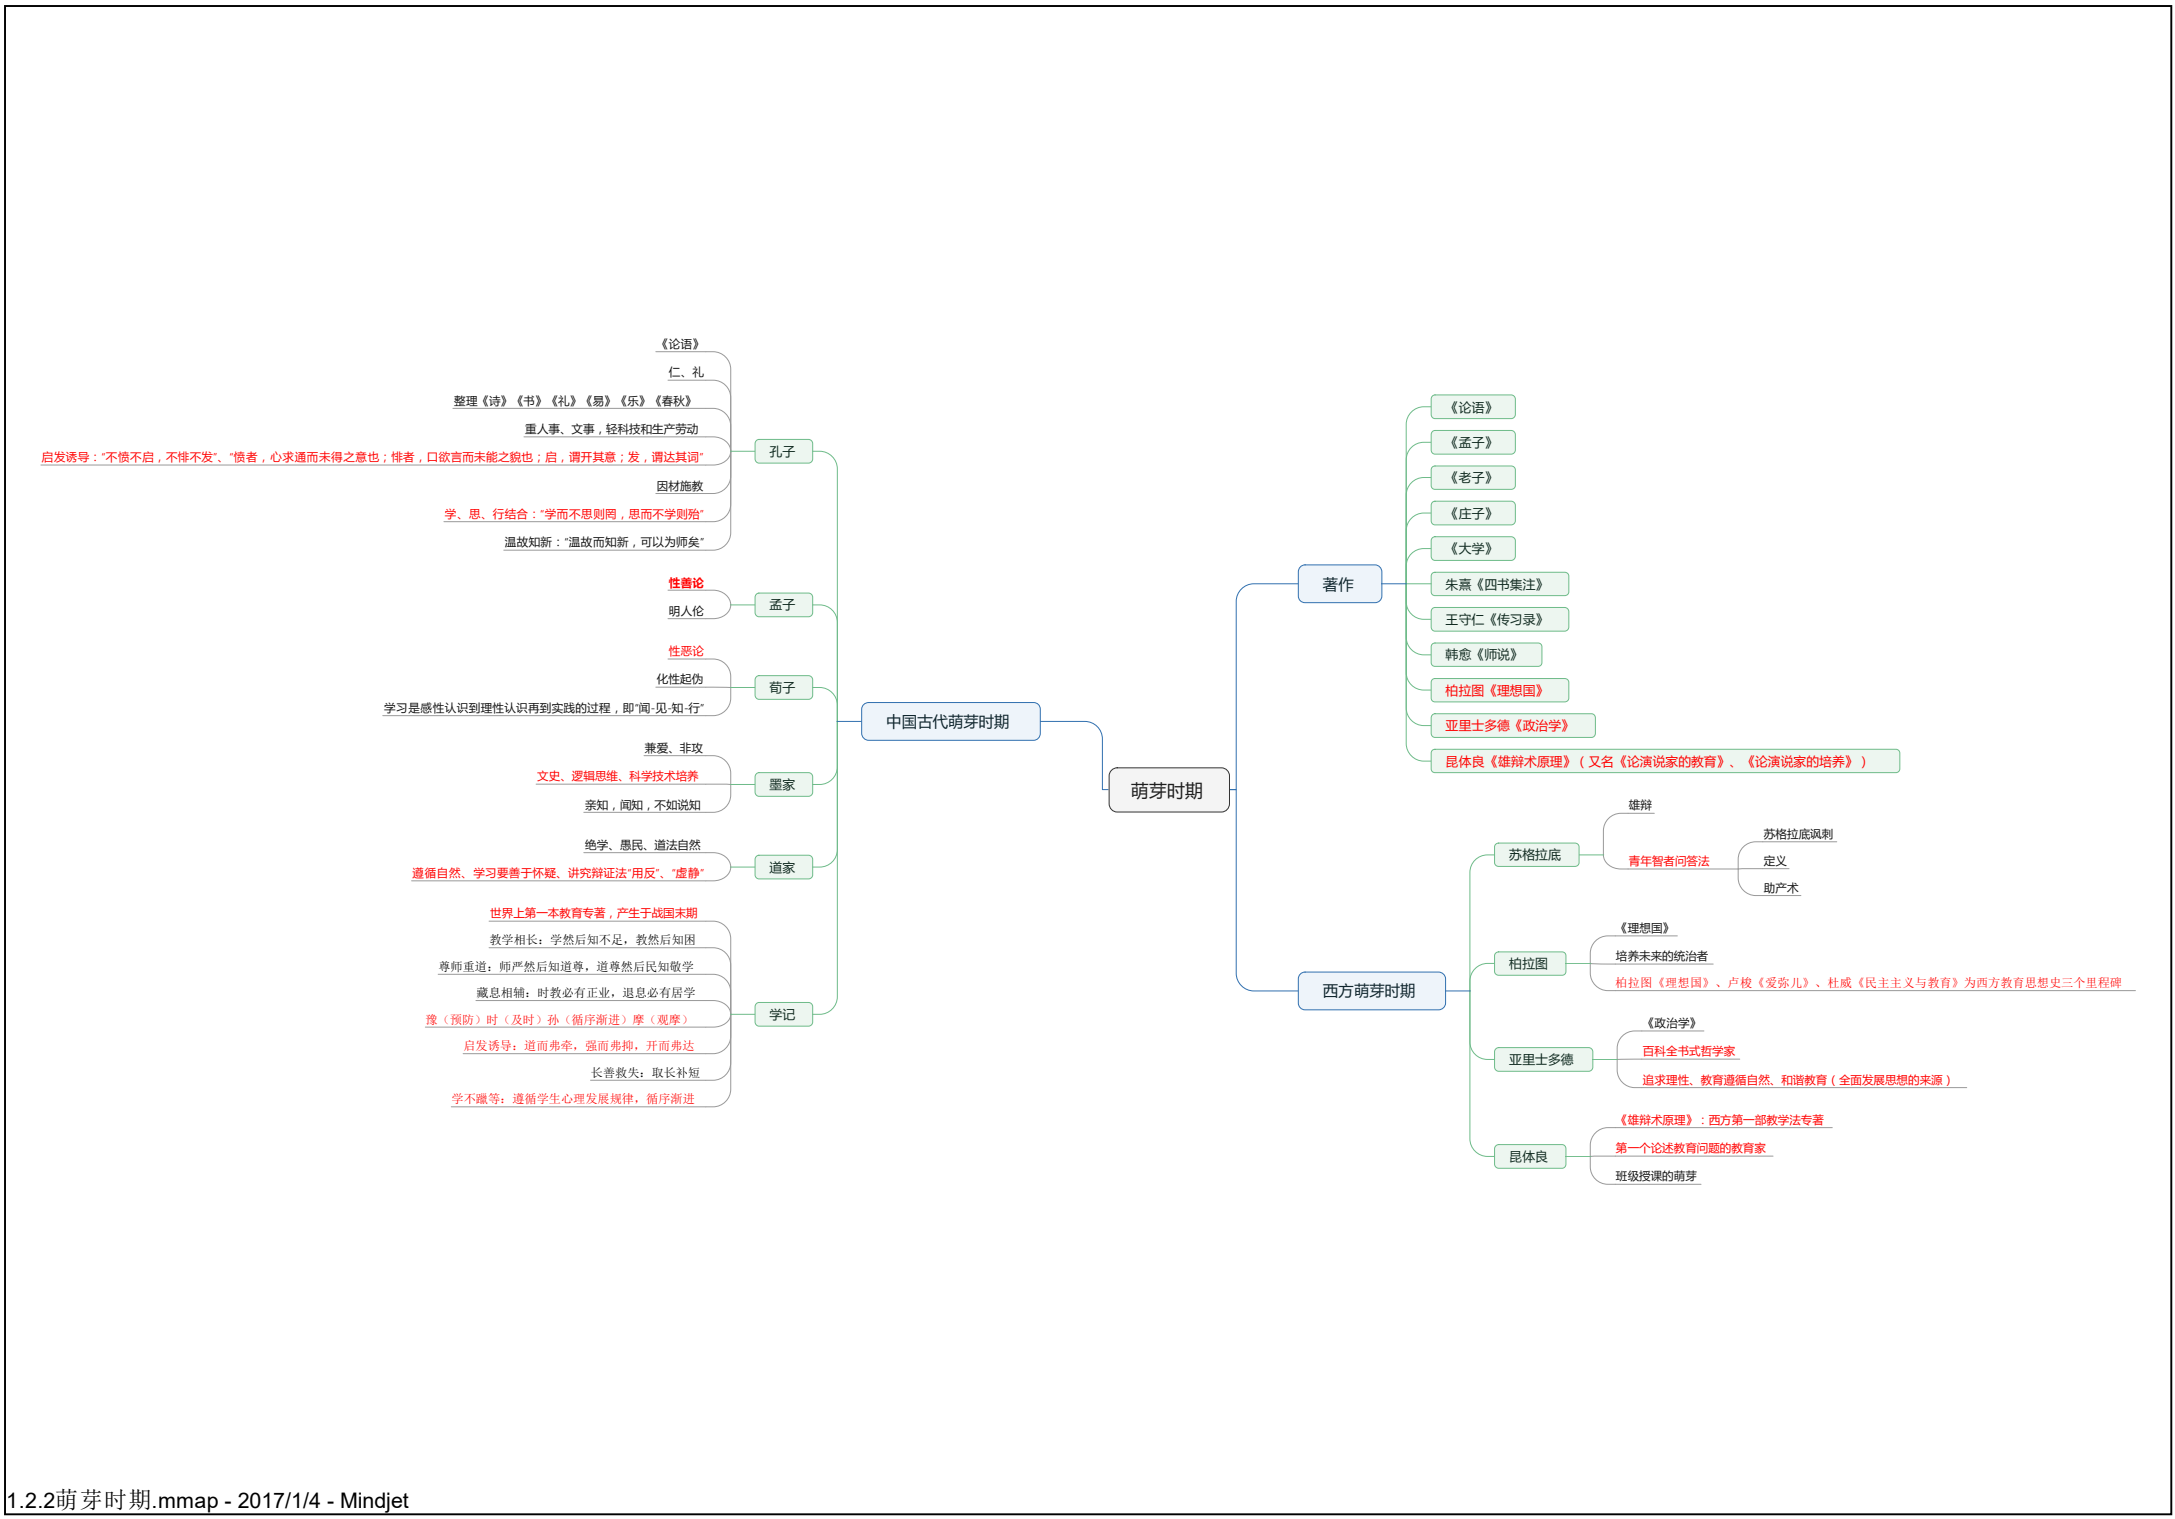 萌芽时期
中国古代萌芽时期
孔子
《论语》
仁、礼
整理《诗》《书》《礼》《易》《乐》《春秋》
重人事、文事，轻科技和生产劳动
启发诱导："不愤不启，不悱不发"、"愤者，心求通而未得之意也；悱者，口欲言而未能之貌也；启，谓开其意；发，谓达其词"
因材施教
学、思、行结合："学而不思则罔，思而不学则殆"
温故知新："温故而知新，可以为师矣"
孟子
性善论
明人伦
荀子
性恶论
化性起伪
学习是感性认识到理性认识再到实践的过程，即"闻-见-知-行"
墨家
兼爱、非攻
文史、逻辑思维、科学技术培养
亲知，闻知，不如说知
道家
绝学、愚民、道法自然
遵循自然、学习要善于怀疑、讲究辩证法"用反"、"虚静"
学记
世界上第一本教育专著，产生于战国末期
教学相长：学然后知不足，教然后知困
尊师重道：师严然后知道尊，道尊然后民知敬学
藏息相辅：时教必有正业，退息必有居学
豫（预防）时（及时）孙（循序渐进）摩（观摩）
启发诱导：道而弗牵，强而弗抑，开而弗达
长善救失：取长补短
学不躐等：遵循学生心理发展规律，循序渐进
著作
《论语》
《孟子》
《老子》
《庄子》
《大学》
朱熹《四书集注》
王守仁《传习录》
韩愈《师说》
柏拉图《理想国》
亚里士多德《政治学》
昆体良《雄辩术原理》（又名《论演说家的教育》、《论演说家的培养》）
西方萌芽时期
苏格拉底
雄辩
青年智者问答法
苏格拉底讽刺
定义
助产术
柏拉图
《理想国》
培养未来的统治者
柏拉图《理想国》、卢梭《爱弥儿》、杜威《民主主义与教育》为西方教育思想史三个里程碑
亚里士多德
《政治学》
百科全书式哲学家
追求理性、教育遵循自然、和谐教育（全面发展思想的来源）
昆体良
《雄辩术原理》：西方第一部教学法专著
第一个论述教育问题的教育家
班级授课的萌芽
1.2.2萌芽时期.mmap - 2017/1/4 - Mindjet